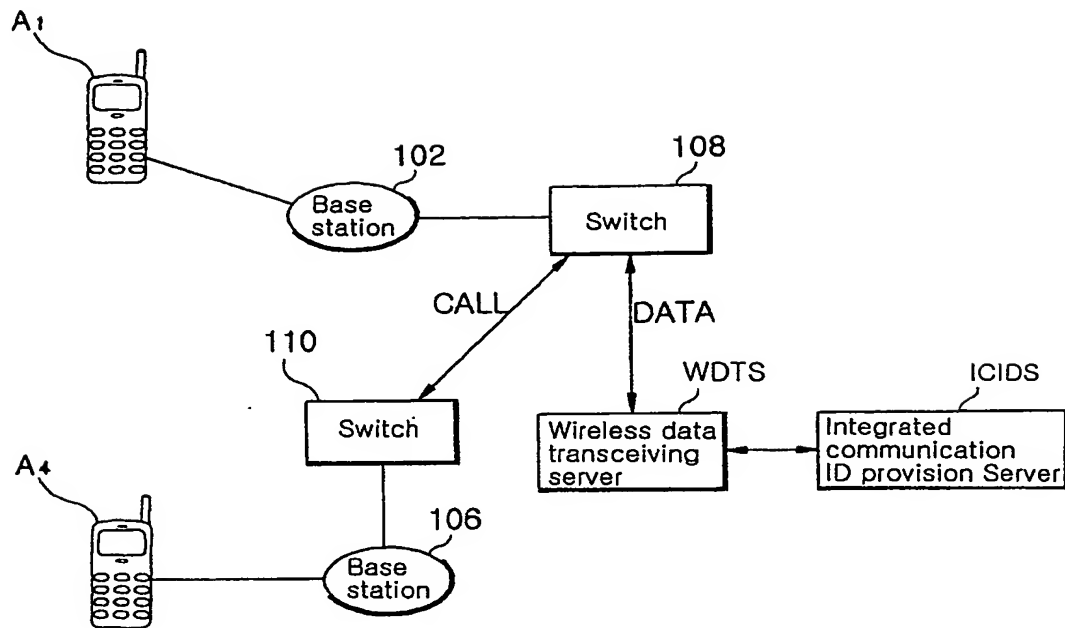 A1
102
108
Base
station
Switch
CALL
DATA
110
WDTS
ICIDS
Switch
Wireless data
transceiving
server
Integrated
communication
ID provision Server
A4
106
Base
station